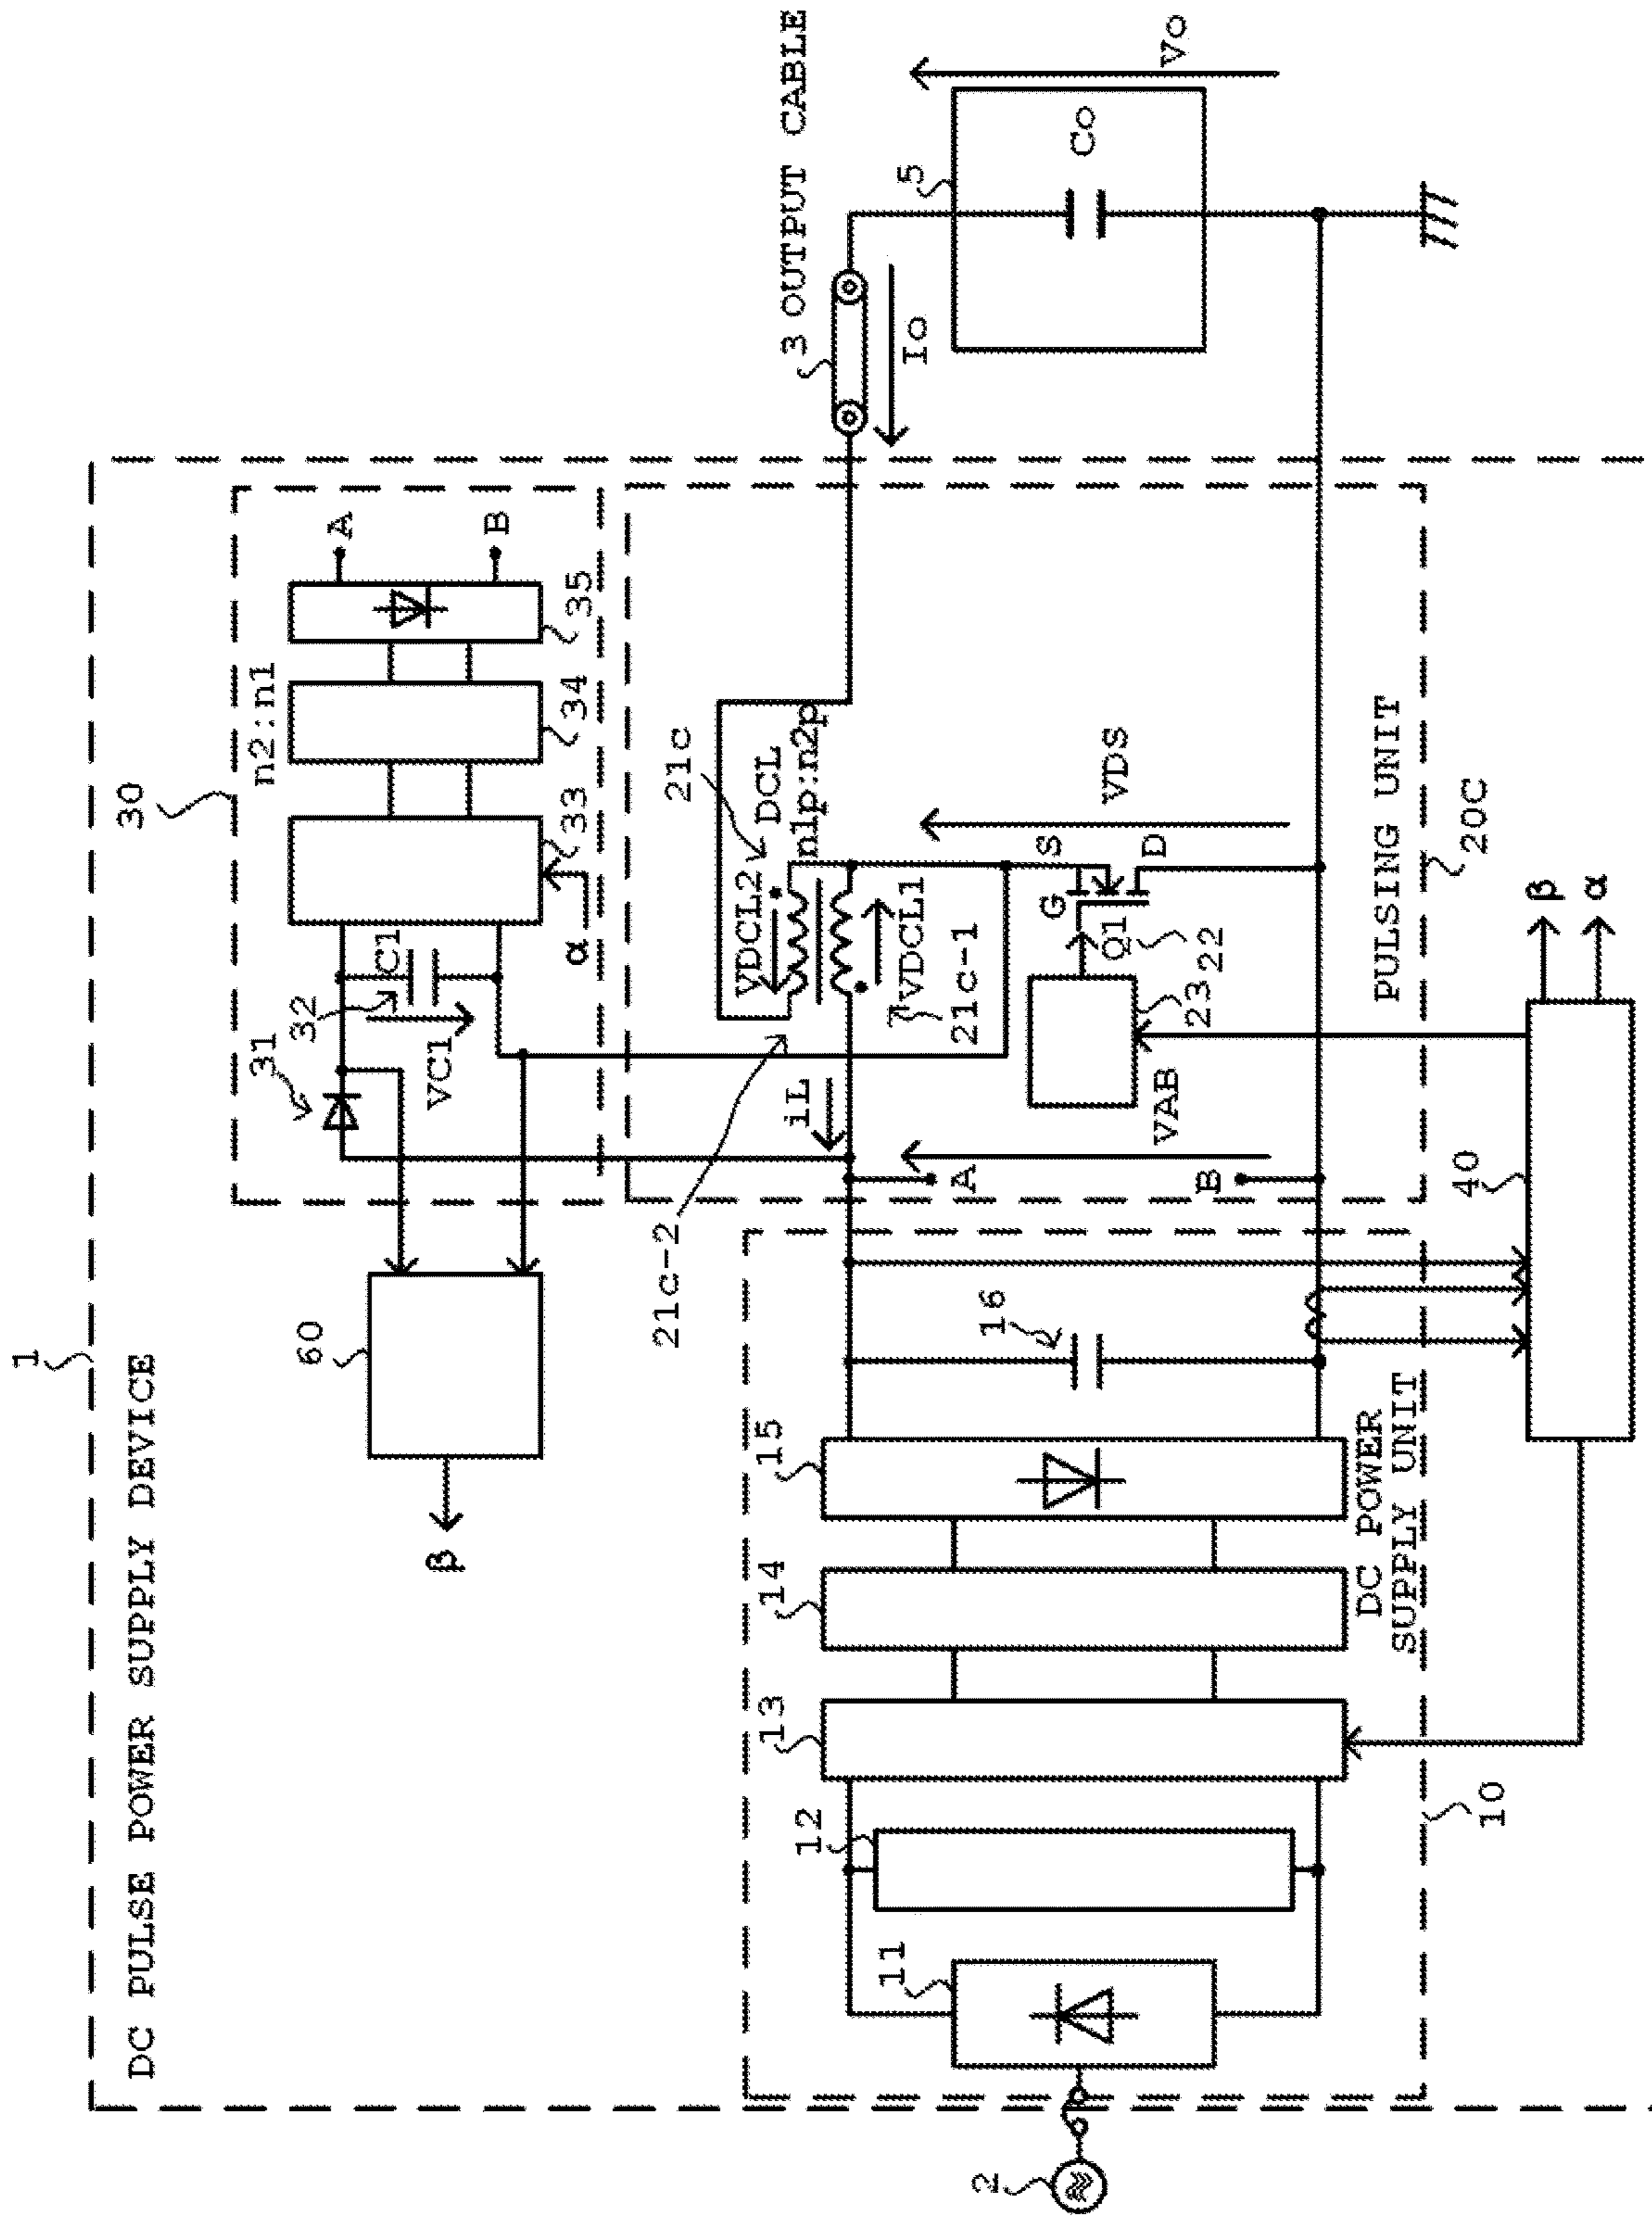 1
DC PULSE POWER SUPPLY DEVICE
30
n2:n1
31
32
C1
VC1
33
34
35
A
B
α
60
β
21c-2
21c
VDCL2
DCL
n1p:n2p
VDCL1
21c-1
iL
A
B
VAB
23
22
Q1
G
S
D
VDS
PULSING UNIT
20C
3 OUTPUT CABLE
Io
5
Co
Vo
2
11
12
13
14
15
16
DC POWER
SUPPLY UNIT
10
40
β
α